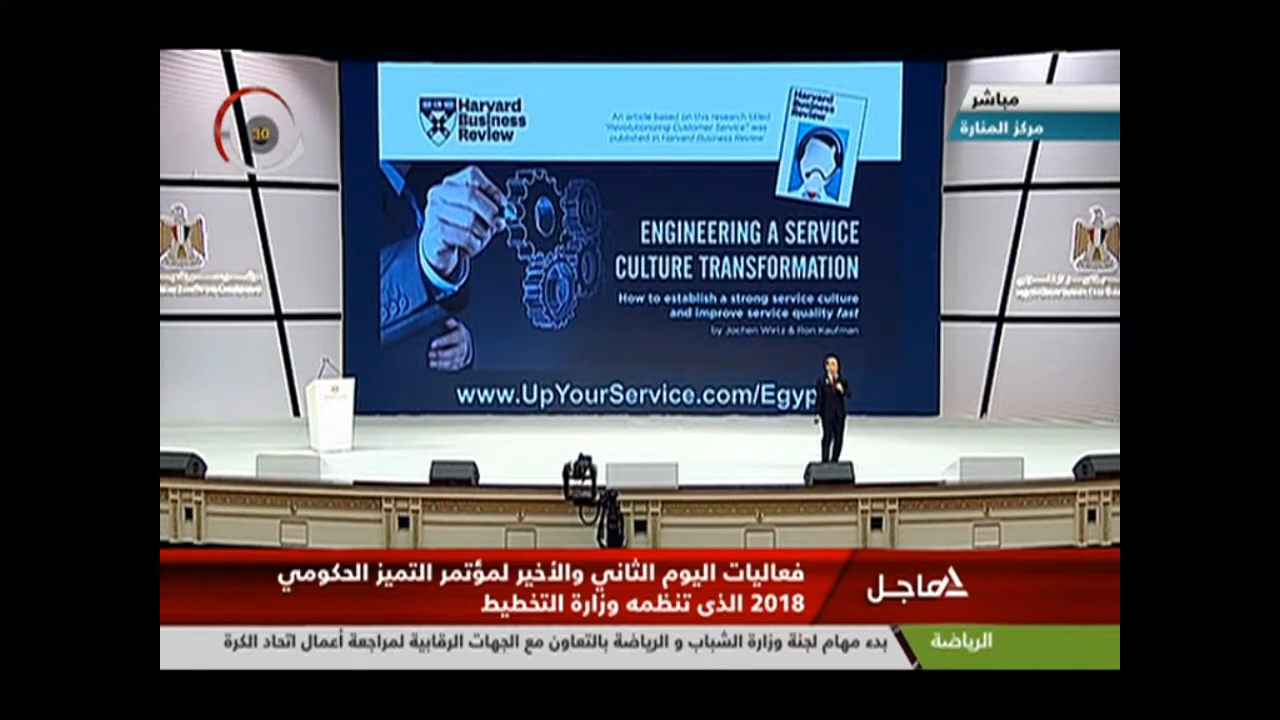 Harvard
Business
Review
An article based on this research titled
"Revolutionizing Customer Service" was
published in Harvard Business Review
Harvard
Business
Review
مباشر
مركز المنارة
30
ENGINEERING A SERVICE
CULTURE TRANSFORMATION
How to establish a strong service culture
and improve service quality fast
by Jochen Wirtz & Ron Kaufman
www.UpYourService.com/Egyp
عاجل
فعاليات اليوم الثاني والأخير لمؤتمر التميز الحكومي
2018 الذى تنظمه وزارة التخطيط
الرياضة
بدء مهام لجنة وزارة الشباب و الرياضة بالتعاون مع الجهات الرقابية لمراجعة أعمال اتحاد الكرة